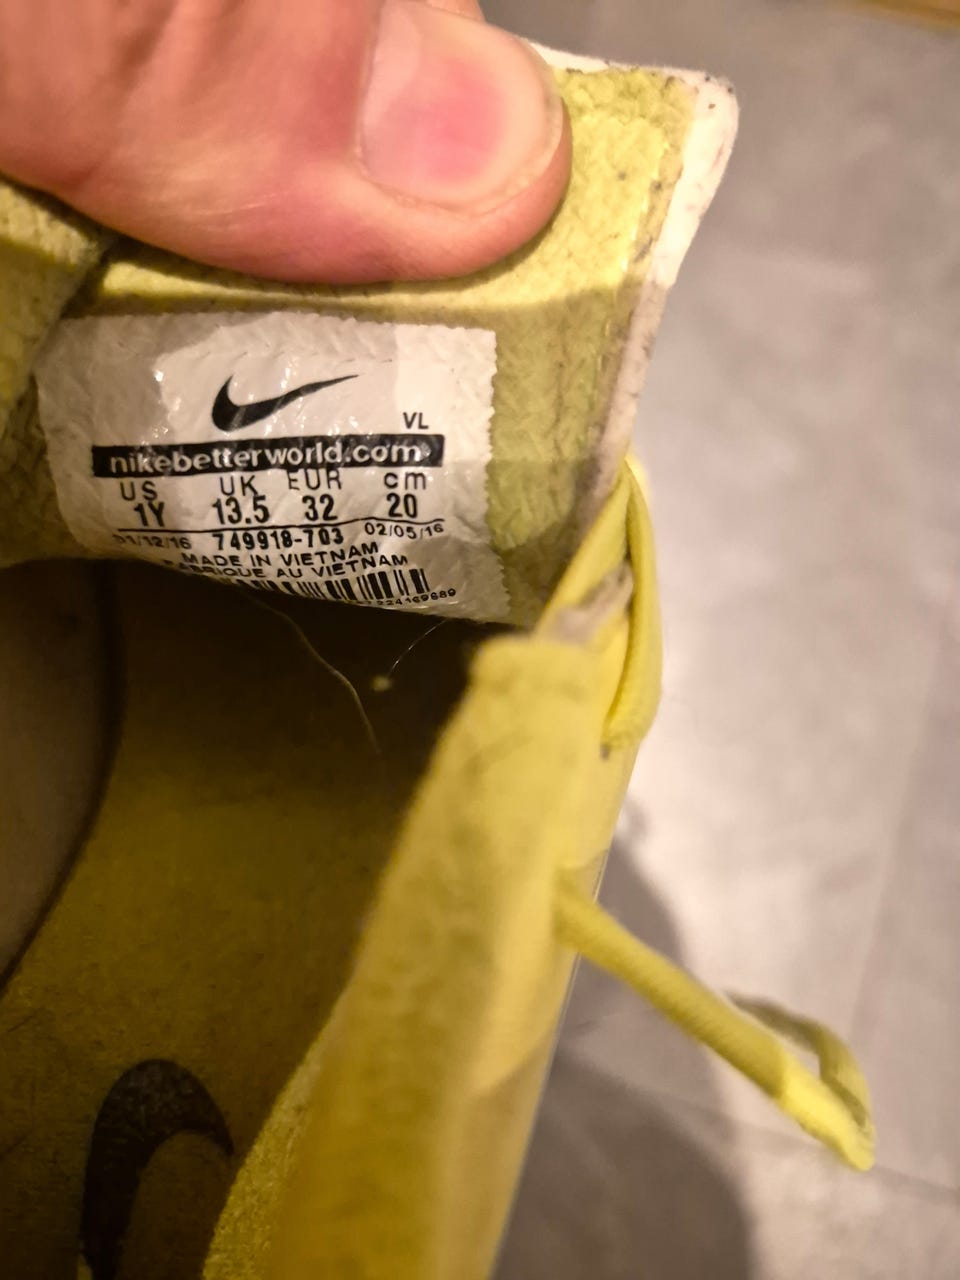 VL
nikebetterworld.com
US UK EUR cm
1Y 13.5 32 20
01/12/16 749918-703 02/05/16
MADE IN VIETNAM
FABRIQUE AU VIETNAM